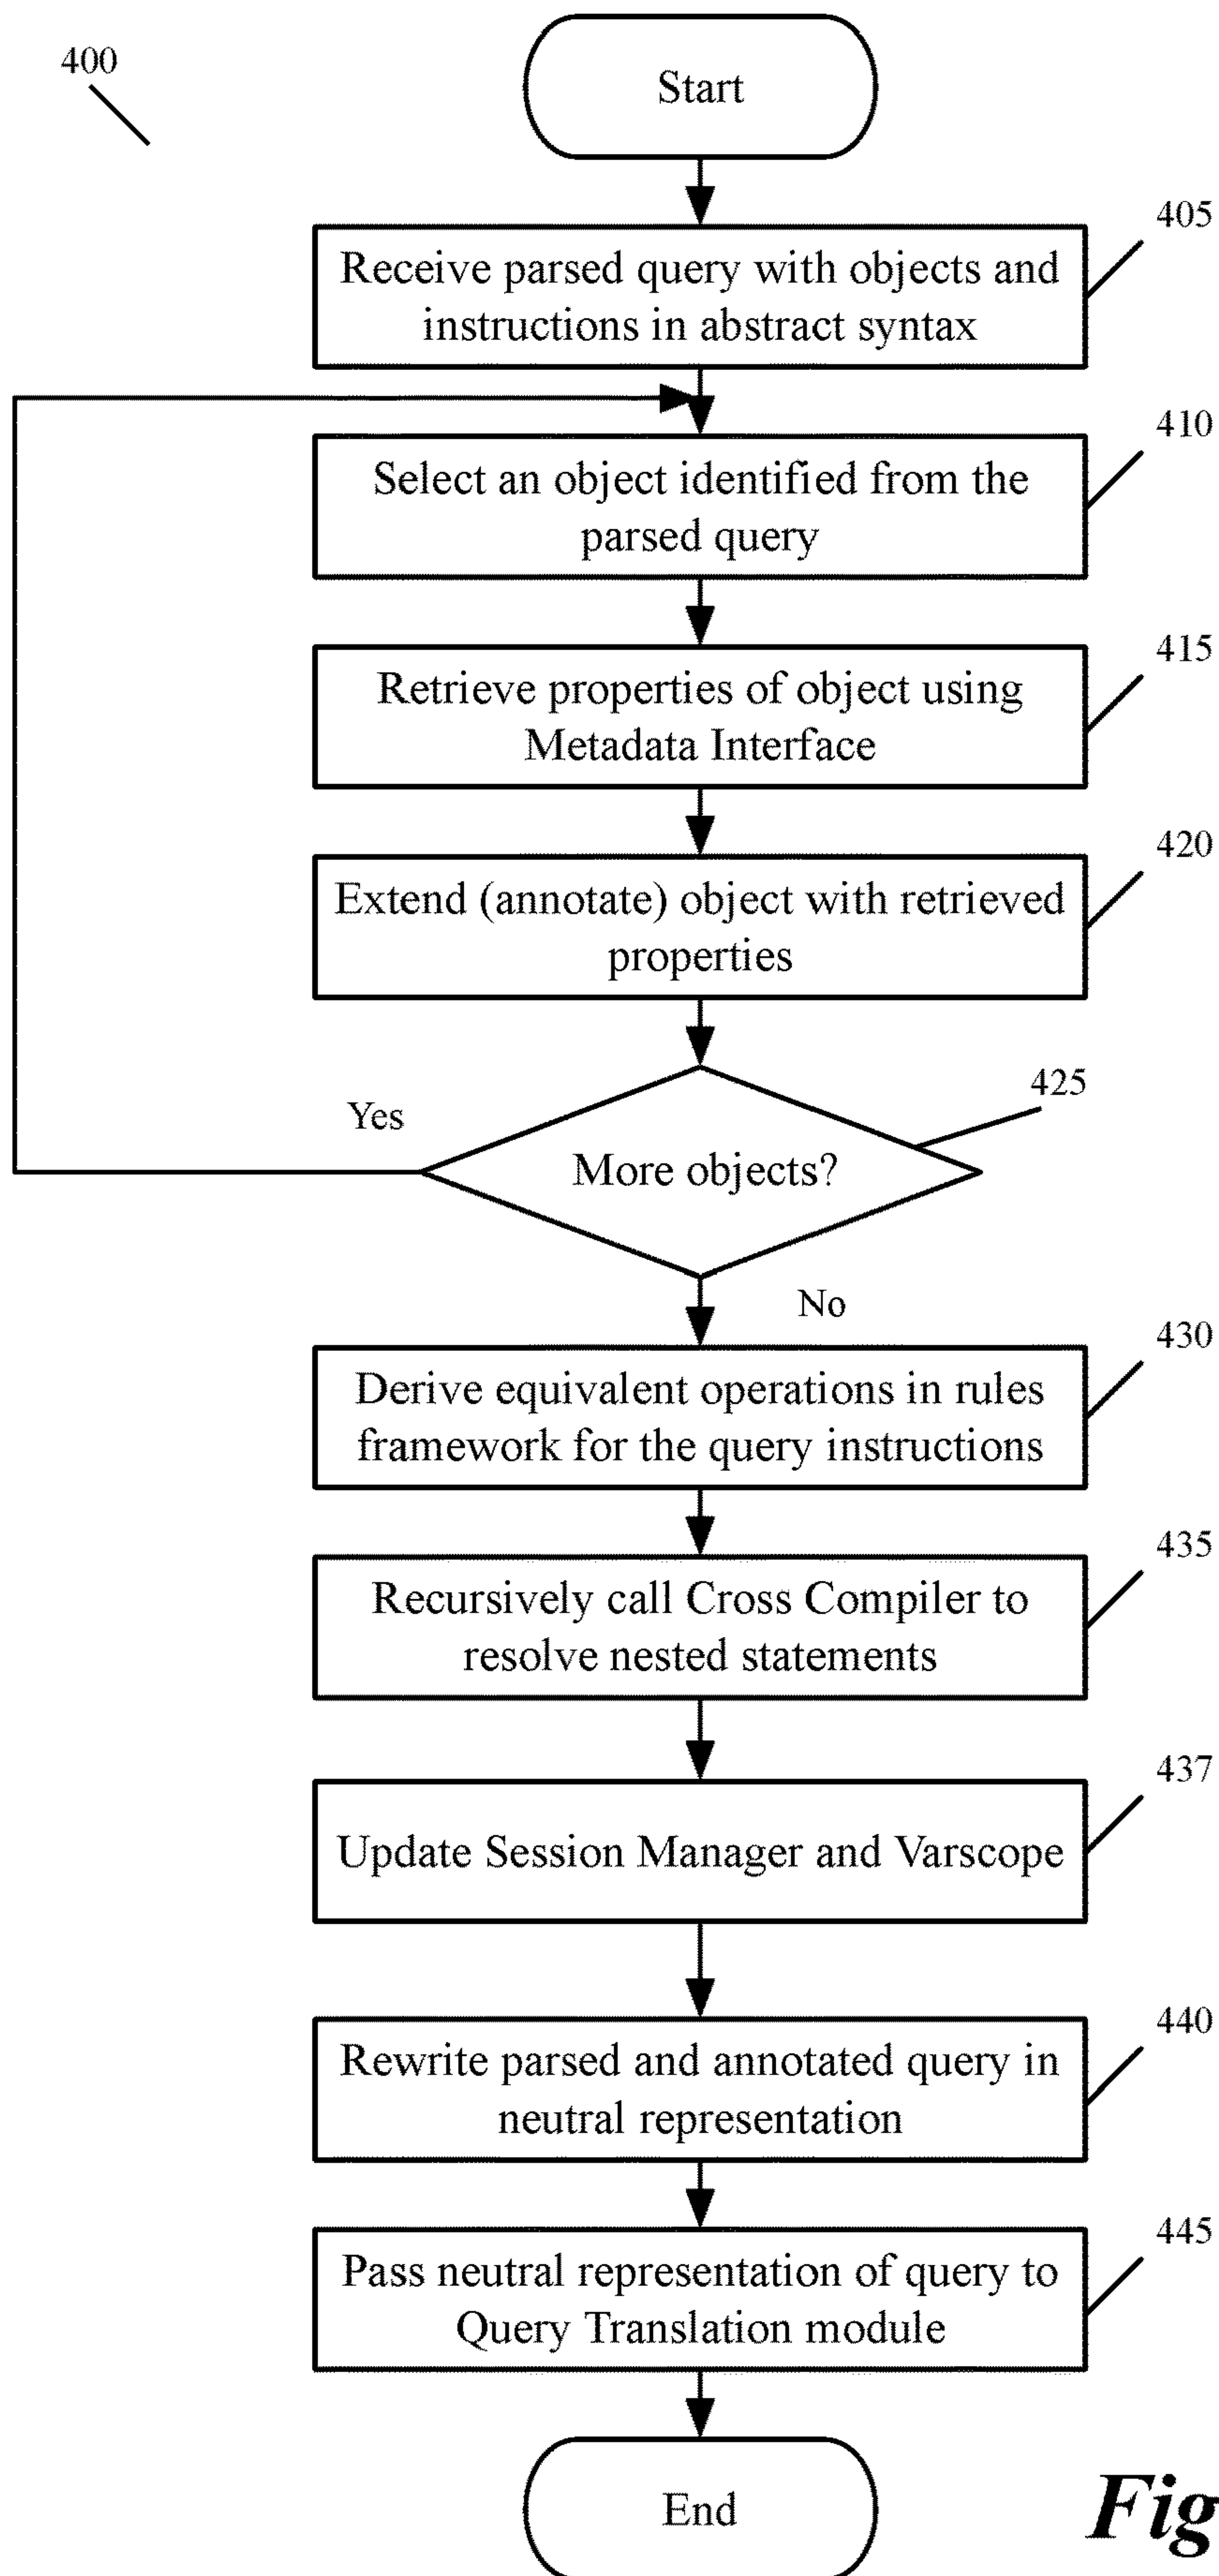 400
Start
405
Receive parsed query with objects and
instructions in abstract syntax
410
Select an object identified from the
parsed query
415
Retrieve properties of object using
Metadata Interface
420
Extend (annotate) object with retrieved
properties
425
Yes
More objects?
No
430
Derive equivalent operations in rules
framework for the query instructions
435
Recursively call Cross Compiler to
resolve nested statements
437
Update Session Manager and Varscope
440
Rewrite parsed and annotated query in
neutral representation
445
Pass neutral representation of query to
Query Translation module
End
Fig